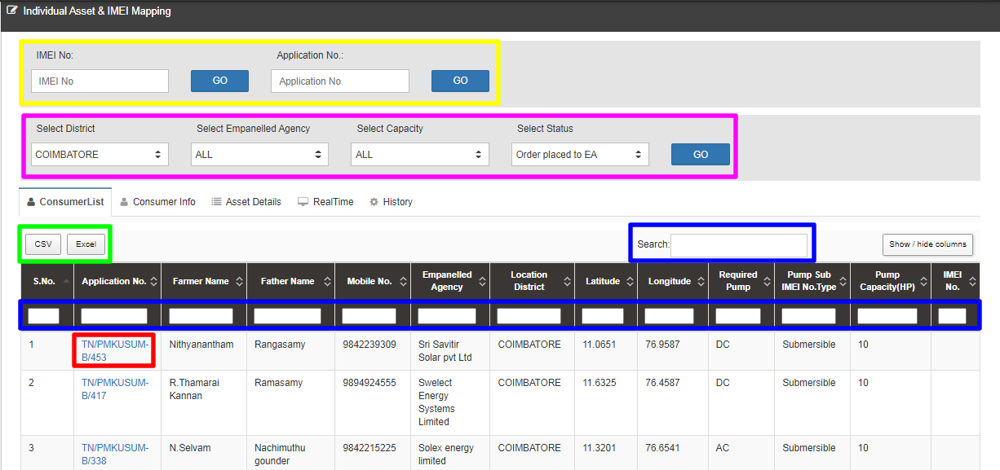 Individual Asset & IMEI Mapping
IMEI No: Application No.:
IMEI No GO Application No GO
Select District Select Empanelled Agency Select Capacity Select Status
COIMBATORE ALL ALL Order placed to EA GO
ConsumerList Consumer Info Asset Details RealTime History
CSV Excel Search: Show / hide columns
S.No. Application No. Farmer Name Father Name Mobile No. Empanelled Agency Location District Latitude Longitude Required Pump Pump Sub IMEI No.Type Pump Capacity(HP) IMEI No.
1 TN/PMKUSUM- Nithyanantham Rangasamy 9842239309 Sri Savitir COIMBATORE 11.0651 76.9587 DC Submersible 10
B/453 Solar pvt Ltd
2 TN/PMKUSUM- R.Thamarai Ramasamy 9894924555 Swelect COIMBATORE 11.6325 76.4587 DC Submersible 10
B/417 Kannan Energy
Systems
Limited
3 TN/PMKUSUM- N.Selvam Nachimuthu 9842215225 Solex energy COIMBATORE 11.3201 76.6541 AC Submersible 10
B/338 gounder limited